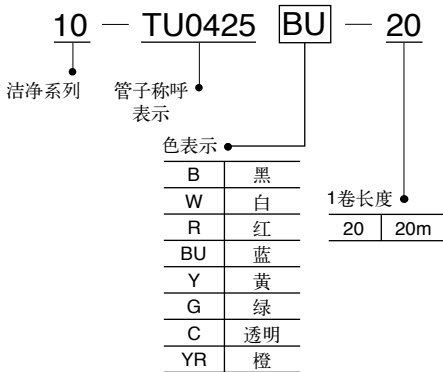 10 — TU0425 BU — 20
洁净系列
管子称呼
表示
色表示
B 黑
W 白
R 红
BU 蓝
Y 黄
G 绿
C 透明
YR 橙
1卷长度
20 20m